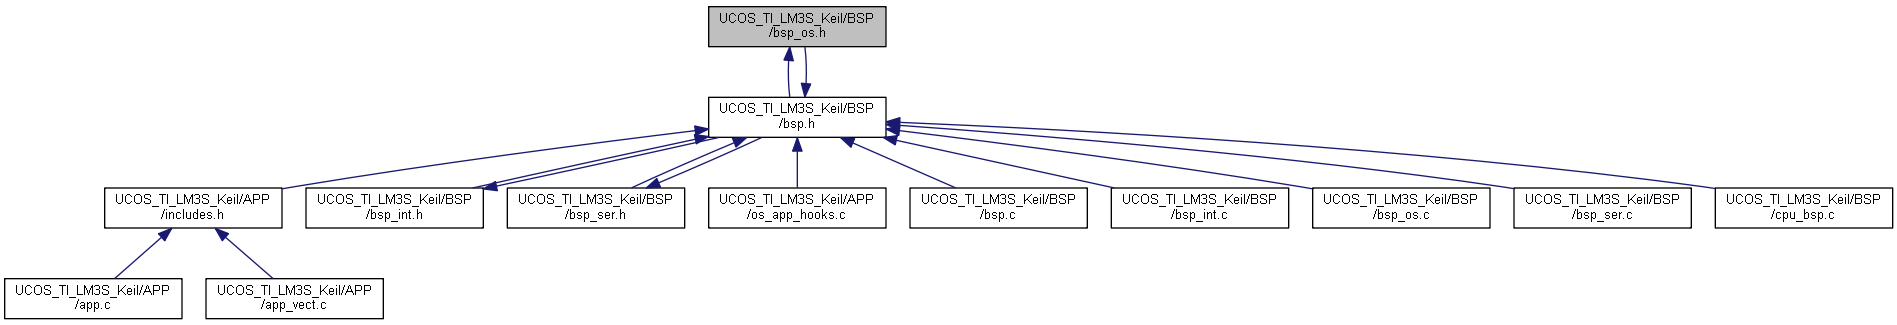 UCOS_TI_LM3S_Keil/BSP
/bsp_os.h
UCOS_TI_LM3S_Keil/BSP
/bsp.h
UCOS_TI_LM3S_Keil/APP
/includes.h
UCOS_TI_LM3S_Keil/BSP
/bsp_int.h
UCOS_TI_LM3S_Keil/BSP
/bsp_ser.h
UCOS_TI_LM3S_Keil/APP
/os_app_hooks.c
UCOS_TI_LM3S_Keil/BSP
/bsp.c
UCOS_TI_LM3S_Keil/BSP
/bsp_int.c
UCOS_TI_LM3S_Keil/BSP
/bsp_os.c
UCOS_TI_LM3S_Keil/BSP
/bsp_ser.c
UCOS_TI_LM3S_Keil/BSP
/cpu_bsp.c
UCOS_TI_LM3S_Keil/APP
/app.c
UCOS_TI_LM3S_Keil/APP
/app_vect.c